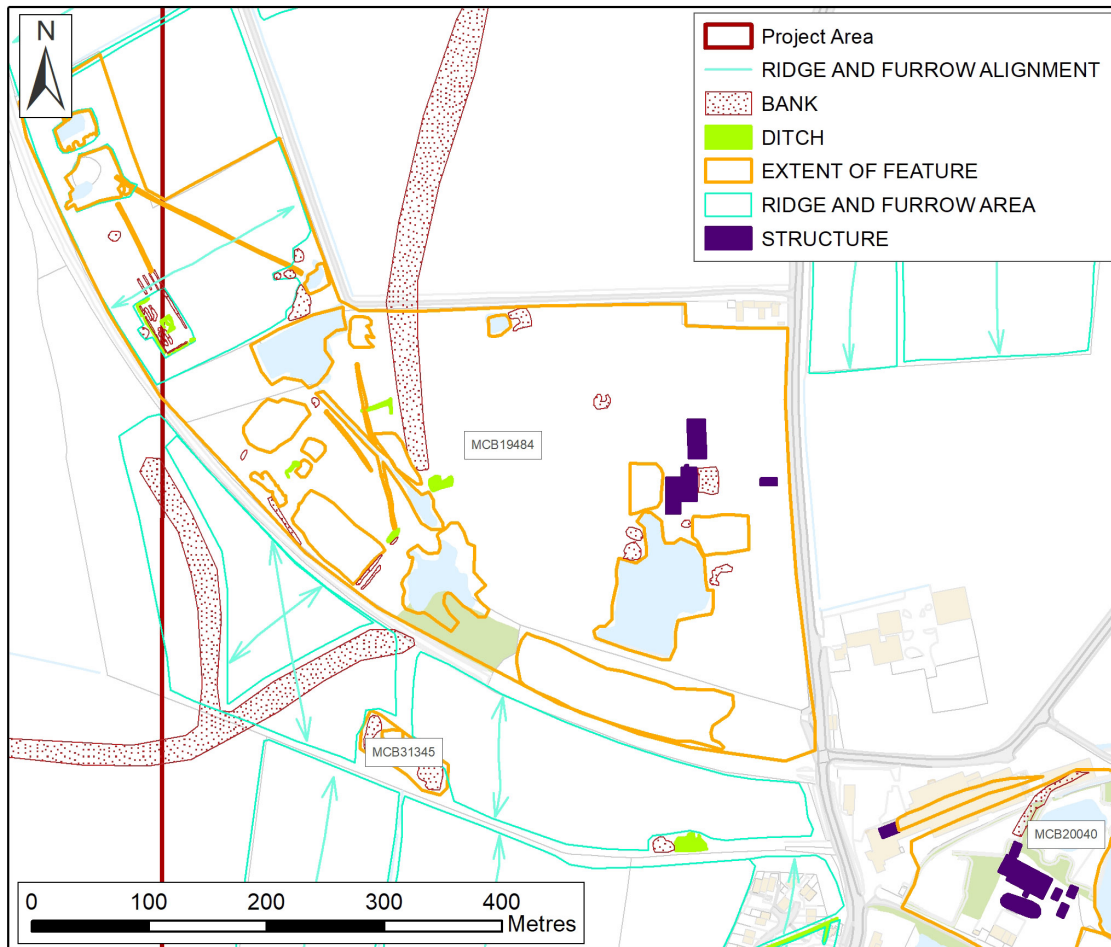 N
Project Area
RIDGE AND FURROW ALIGNMENT
BANK
DITCH
EXTENT OF FEATURE
RIDGE AND FURROW AREA
STRUCTURE
MCB19484
MCB31345
MCB20040
0 100 200 300 400
Metres